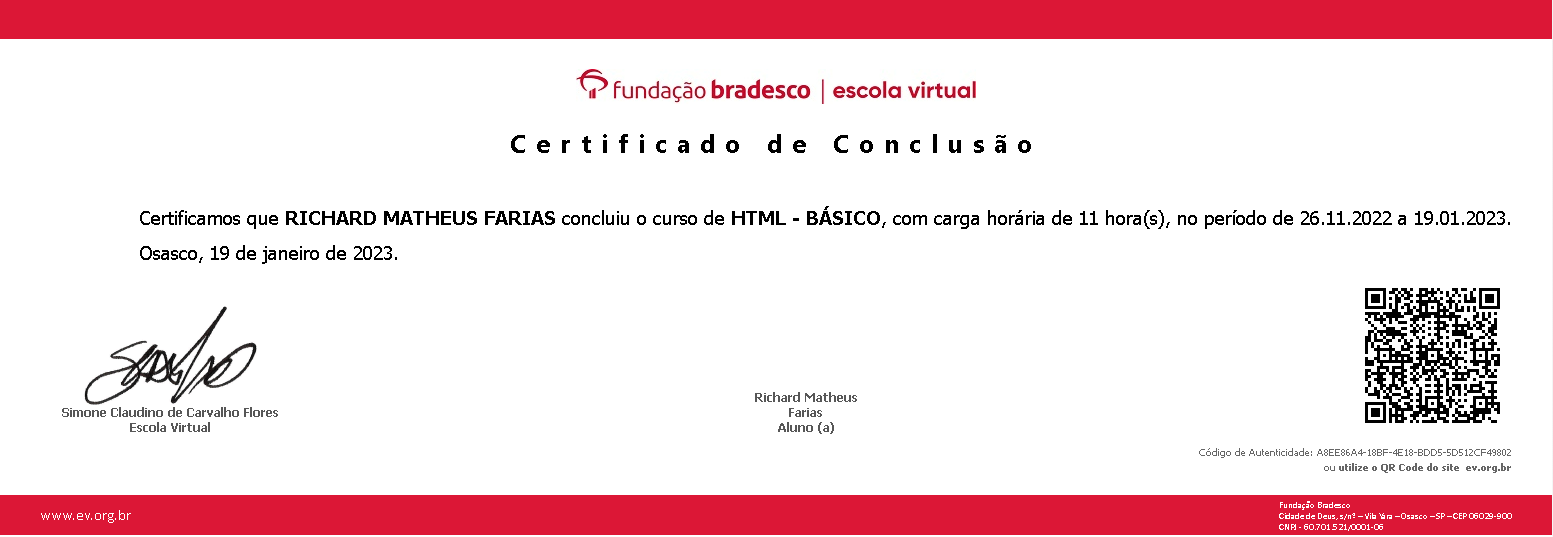 fundação bradesco | escola virtual
Certificado de Conclusão
Certificamos que RICHARD MATHEUS FARIAS concluiu o curso de HTML - BÁSICO, com carga horária de 11 hora(s), no período de 26.11.2022 a 19.01.2023.
Osasco, 19 de janeiro de 2023.
Simone Claudino de Carvalho Flores
Escola Virtual
Richard Matheus
Farias
Aluno (a)
Código de Autenticidade: A8EE86A4-18BF-4E18-BDD5-5D512CF49802
ou utilize o QR Code do site ev.org.br
www.ev.org.br
Fundação Bradesco
Cidade de Deus, s/nº – Vila Yara – Osasco – SP – CEP 06029-900
CNPJ - 60.701.521/0001-06